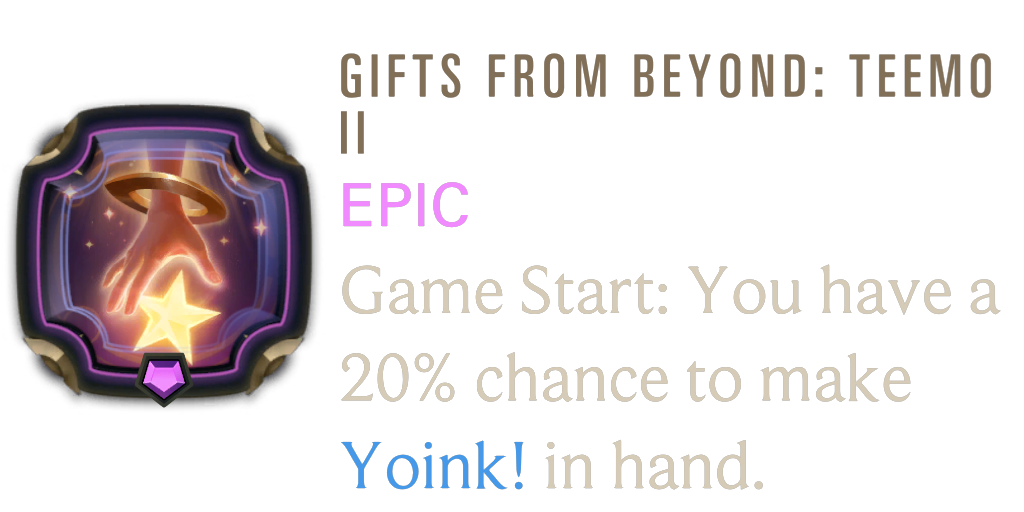 GIFTS FROM BEYOND: TEEMO
II
EPIC
Game Start: You have a
20% chance to make
Yoink! in hand.